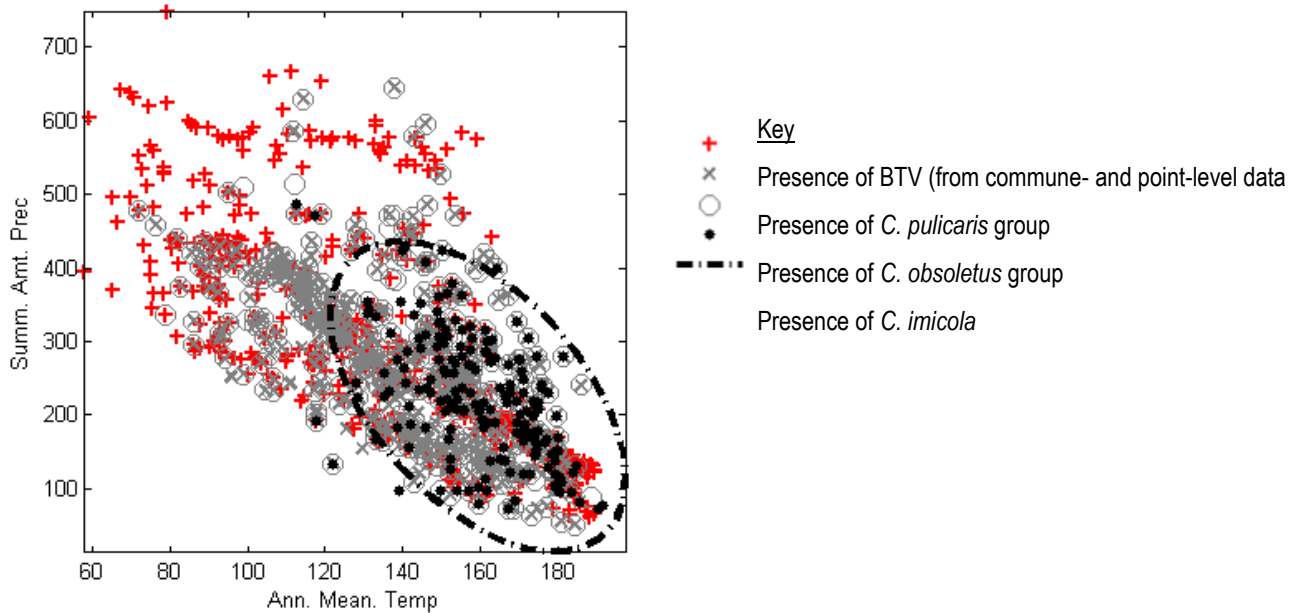 700
600
500
400
300
200
100
Summ. Amt. Prec
60 80 100 120 140 160 180
Ann. Mean. Temp
Key
Presence of BTV (from commune- and point-level data
Presence of C. pulicaris group
Presence of C. obsoletus group
Presence of C. imicola